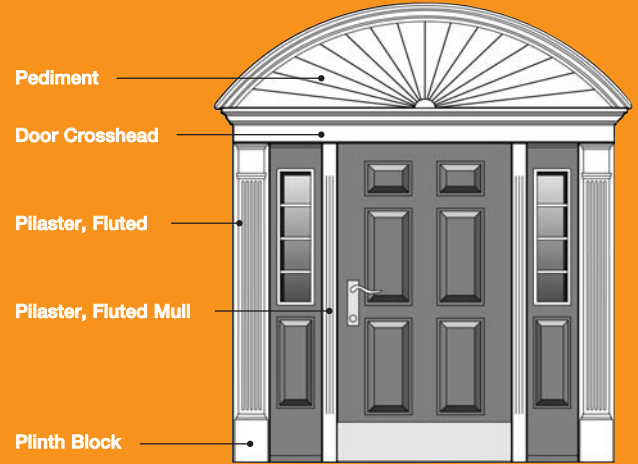 Pediment
Door Crosshead
Pilaster, Fluted
Pilaster, Fluted Mull
Plinth Block